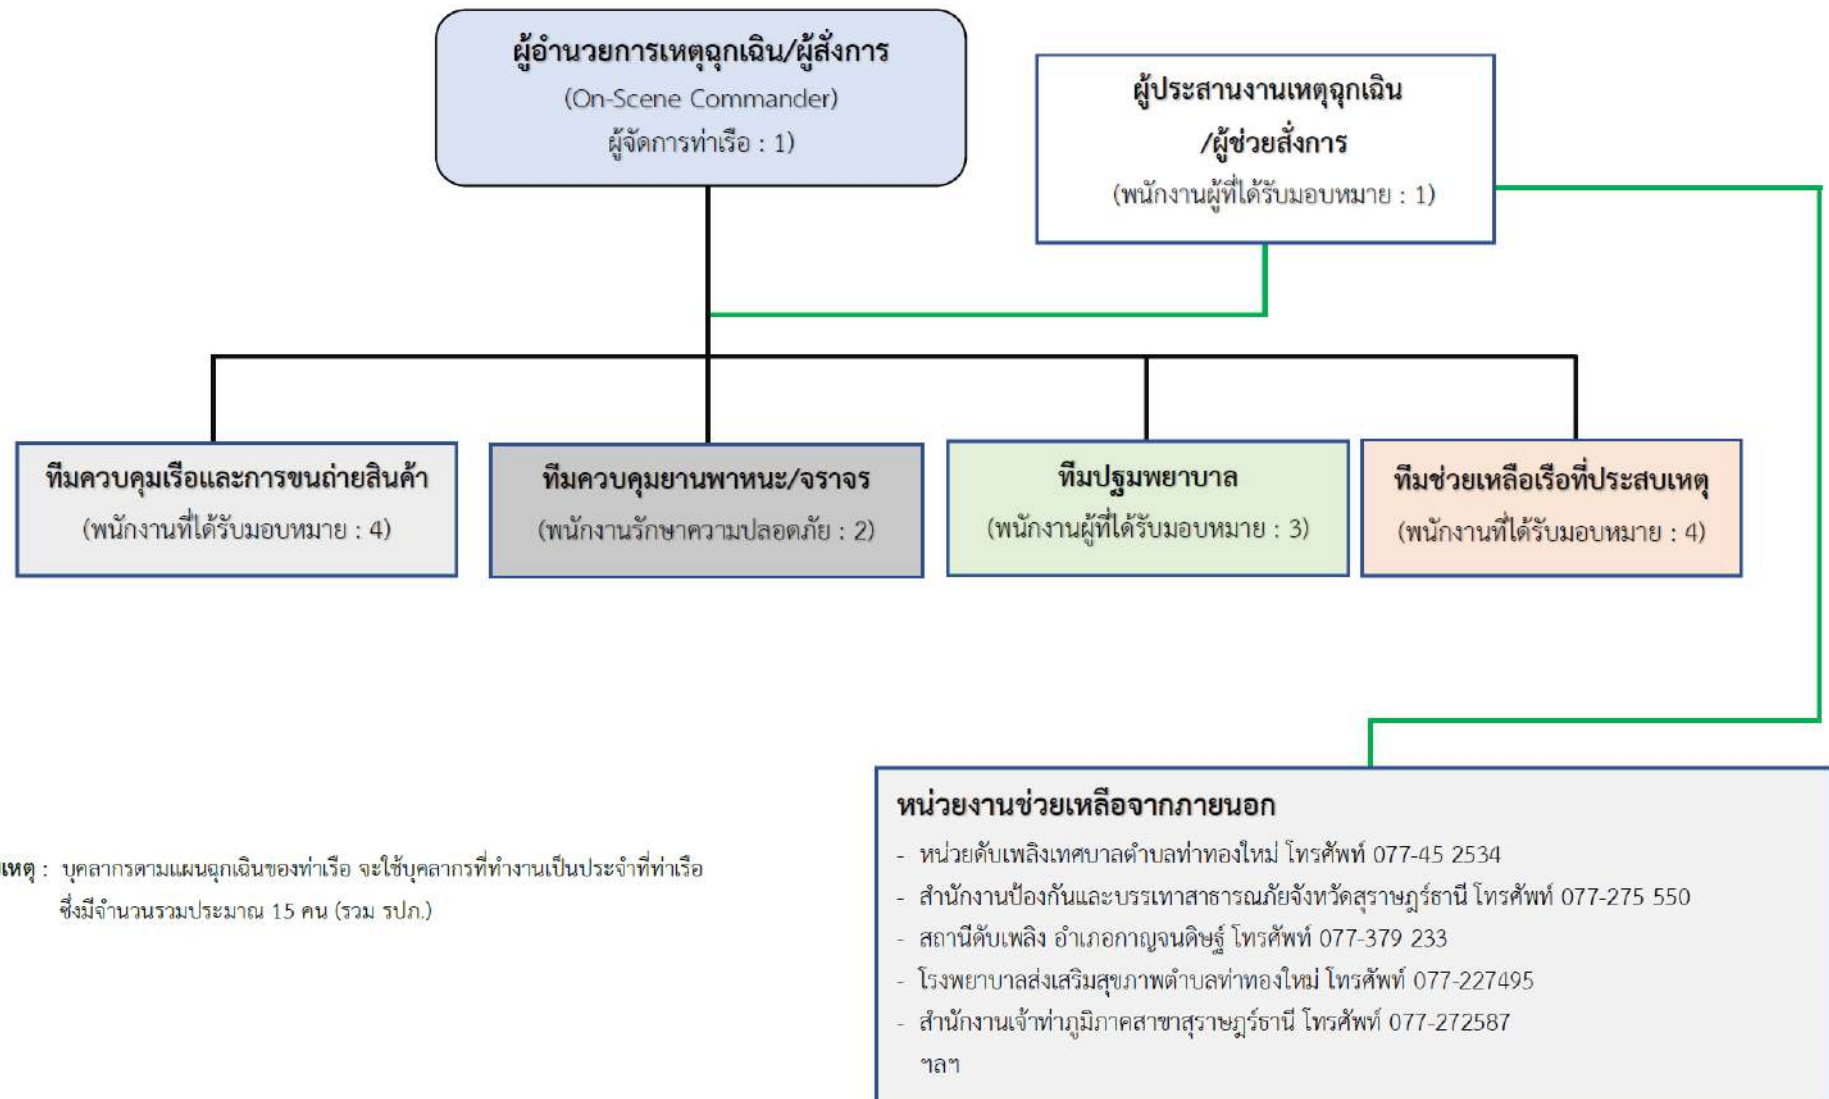 ผู้อำนวยการเหตุฉุกเฉิน/ผู้สั่งการ
(On-Scene Commander)
ผู้จัดการท่าเรือ : 1)
ผู้ประสานงานเหตุฉุกเฉิน
/ผู้ช่วยสั่งการ
(พนักงานผู้ที่ได้รับมอบหมาย : 1)
ทีมควบคุมเรือและการขนถ่ายสินค้า
(พนักงานที่ได้รับมอบหมาย : 4)
ทีมควบคุมยานพาหนะ/จราจร
(พนักงานรักษาความปลอดภัย : 2)
ทีมปฐมพยาบาล
(พนักงานผู้ที่ได้รับมอบหมาย : 3)
ทีมช่วยเหลือเรือที่ประสบเหตุ
(พนักงานที่ได้รับมอบหมาย : 4)
เหตุ : บุคลากรตามแผนฉุกเฉินของท่าเรือ จะใช้บุคลากรที่ทำงานเป็นประจำที่ท่าเรือ
ซึ่งมีจำนวนรวมประมาณ 15 คน (รวม รปภ.)
หน่วยงานช่วยเหลือจากภายนอก
- หน่วยดับเพลิงเทศบาลตำบลท่าทองใหม่ โทรศัพท์ 077-45 2534
- สำนักงานป้องกันและบรรเทาสาธารณภัยจังหวัดสุราษฎร์ธานี โทรศัพท์ 077-275 550
- สถานีดับเพลิง อำเภอกาญจนดิษฐ์ โทรศัพท์ 077-379 233
- โรงพยาบาลส่งเสริมสุขภาพตำบลท่าทองใหม่ โทรศัพท์ 077-227495
- สำนักงานเจ้าท่าภูมิภาคสาขาสุราษฎร์ธานี โทรศัพท์ 077-272587
ฯลฯ